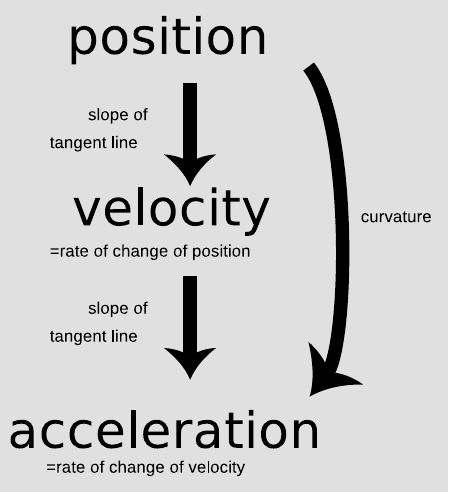 position
slope of
tangent line
velocity
curvature
=rate of change of position
slope of
tangent line
acceleration
=rate of change of velocity